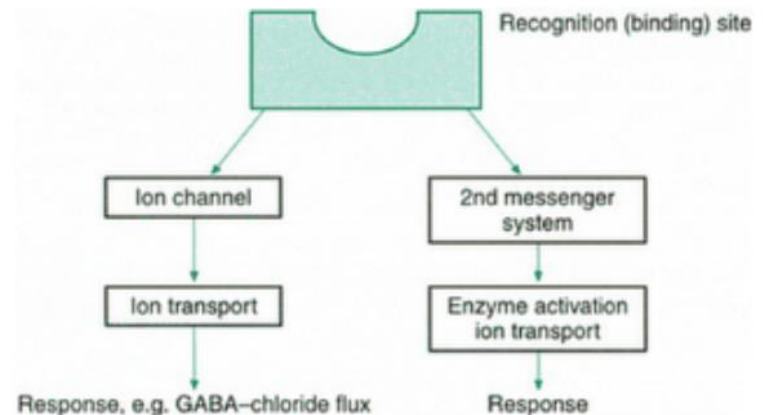 Recognition (binding) site
Ion channel
2nd messenger
system
Ion transport
Enzyme activation
ion transport
Response, e.g. GABA–chloride flux
Response